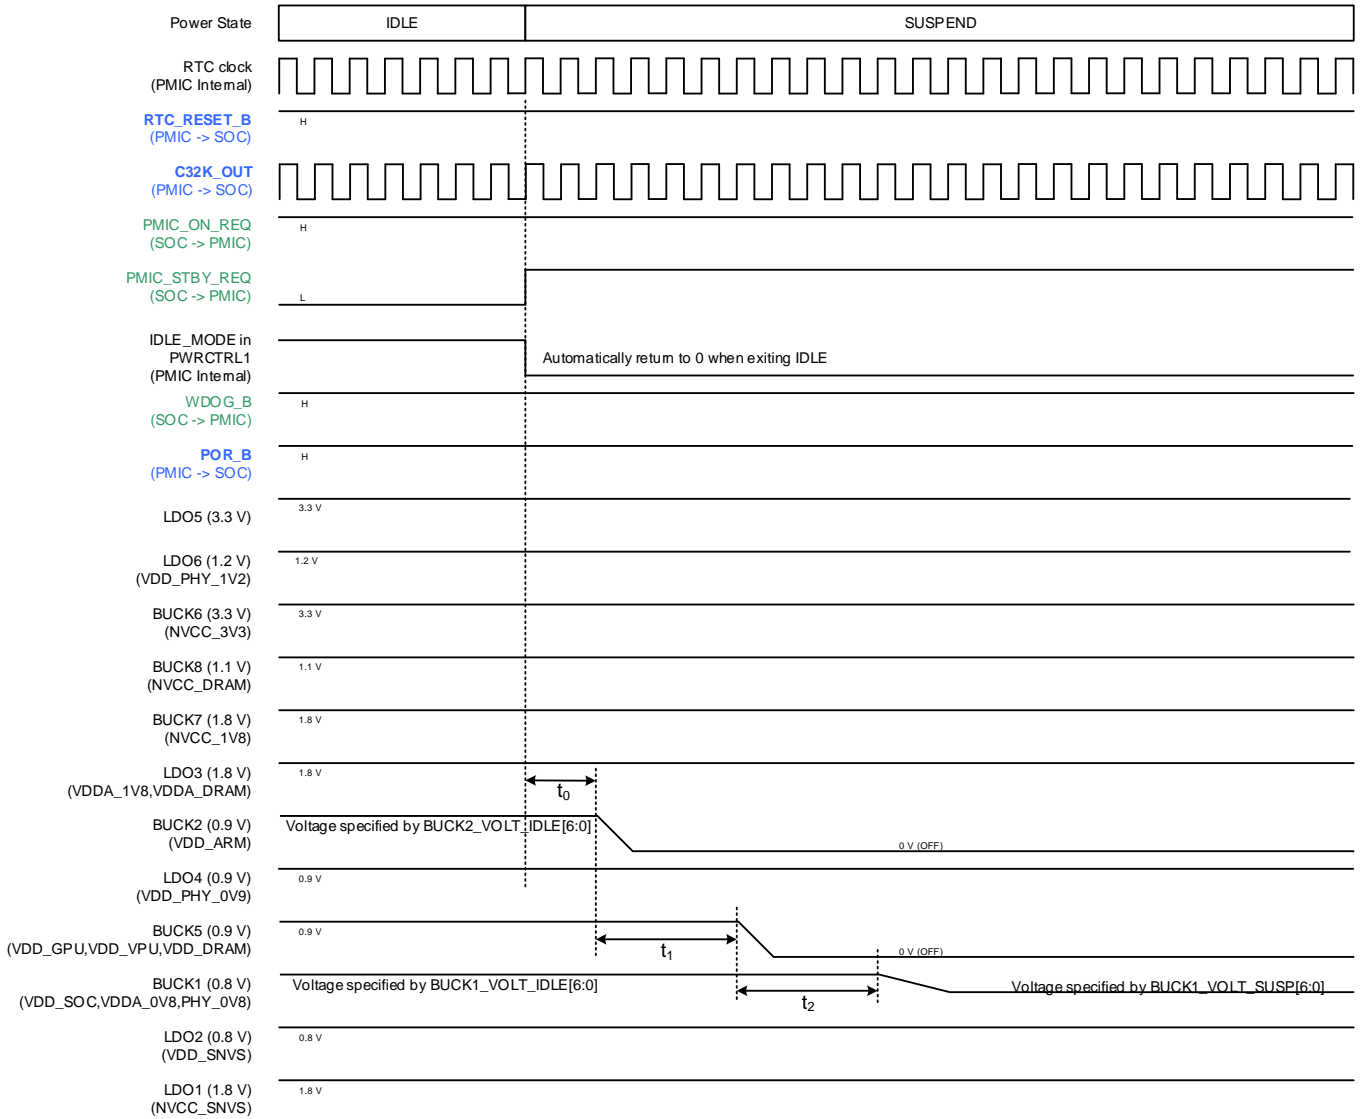 Power State
IDLE
SUSPEND
RTC clock
(PMIC Internal)
RTC_RESET_B
(PMIC -> SOC)
H
C32K_OUT
(PMIC -> SOC)
PMIC_ON_REQ
(SOC -> PMIC)
H
PMIC_STBY_REQ
(SOC -> PMIC)
L
IDLE_MODE in
PWRCTRL1
(PMIC Internal)
Automatically return to 0 when exiting IDLE
WDOG_B
(SOC -> PMIC)
H
POR_B
(PMIC -> SOC)
H
LDO5 (3.3 V)
3.3 V
LDO6 (1.2 V)
(VDD_PHY_1V2)
1.2 V
BUCK6 (3.3 V)
(NVCC_3V3)
3.3 V
BUCK8 (1.1 V)
(NVCC_DRAM)
1.1 V
BUCK7 (1.8 V)
(NVCC_1V8)
1.8 V
LDO3 (1.8 V)
(VDDA_1V8,VDDA_DRAM)
1.8 V
t0
BUCK2 (0.9 V)
(VDD_ARM)
Voltage specified by BUCK2_VOLT_IDLE[6:0]
0 V (OFF)
LDO4 (0.9 V)
(VDD_PHY_0V9)
0.9 V
BUCK5 (0.9 V)
(VDD_GPU,VDD_VPU,VDD_DRAM)
0.9 V
t1
0 V (OFF)
BUCK1 (0.8 V)
(VDD_SOC,VDDA_0V8,PHY_0V8)
Voltage specified by BUCK1_VOLT_IDLE[6:0]
t2
Voltage specified by BUCK1_VOLT_SUSP[6:0]
LDO2 (0.8 V)
(VDD_SNVS)
0.8 V
LDO1 (1.8 V)
(NVCC_SNVS)
1.8 V